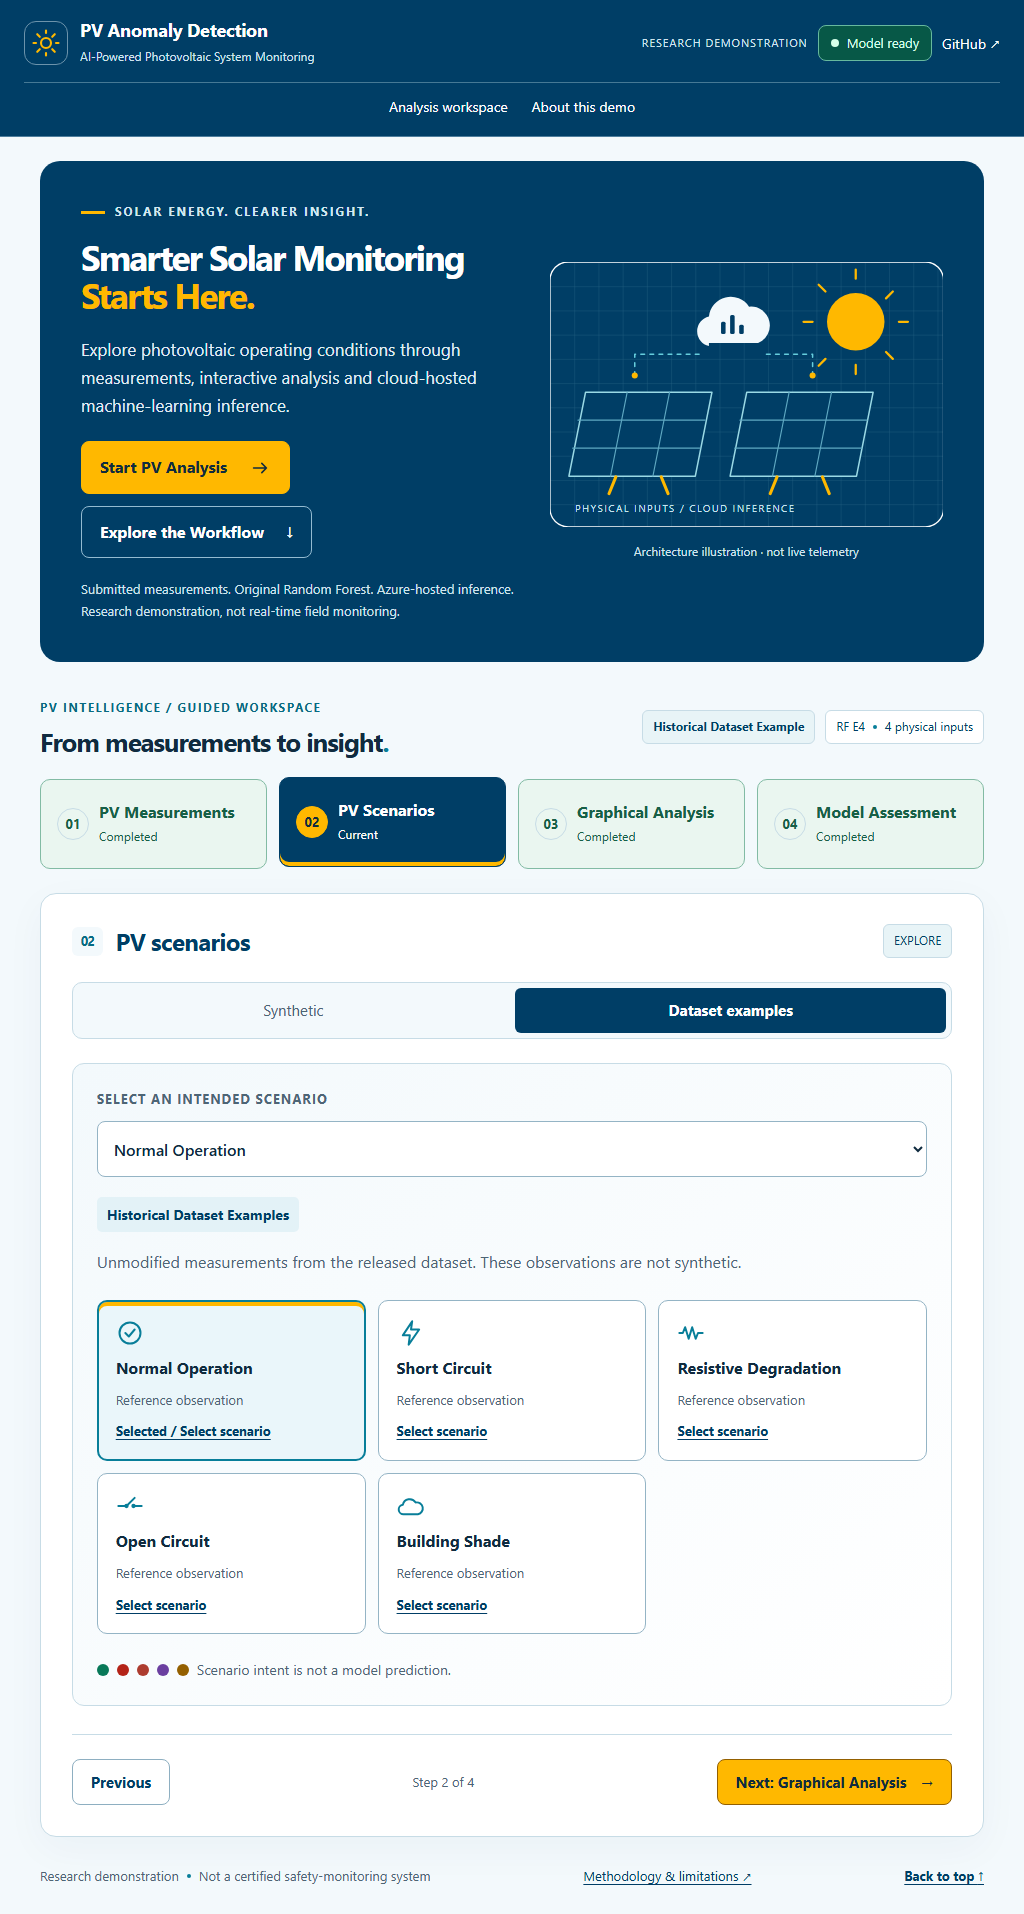 PV Anomaly Detection
AI-Powered Photovoltaic System Monitoring
RESEARCH DEMONSTRATION
Model ready
GitHub ↗
Analysis workspace
About this demo
SOLAR ENERGY. CLEARER INSIGHT.
Smarter Solar Monitoring
Starts Here.
Explore photovoltaic operating conditions through
measurements, interactive analysis and cloud-hosted
machine-learning inference.
Start PV Analysis →
Explore the Workflow ↓
Submitted measurements. Original Random Forest. Azure-hosted inference.
Research demonstration, not real-time field monitoring.
PHYSICAL INPUTS / CLOUD INFERENCE
Architecture illustration · not live telemetry
PV INTELLIGENCE / GUIDED WORKSPACE
From measurements to insight.
Historical Dataset Example
RF E4 • 4 physical inputs
01
PV Measurements
Completed
02
PV Scenarios
Current
03
Graphical Analysis
Completed
04
Model Assessment
Completed
02
PV scenarios
EXPLORE
Synthetic
Dataset examples
SELECT AN INTENDED SCENARIO
Normal Operation
Historical Dataset Examples
Unmodified measurements from the released dataset. These observations are not synthetic.
Normal Operation
Reference observation
Selected / Select scenario
Short Circuit
Reference observation
Select scenario
Resistive Degradation
Reference observation
Select scenario
Open Circuit
Reference observation
Select scenario
Building Shade
Reference observation
Select scenario
Scenario intent is not a model prediction.
Previous
Step 2 of 4
Next: Graphical Analysis →
Research demonstration • Not a certified safety-monitoring system
Methodology & limitations ↗
Back to top ↑